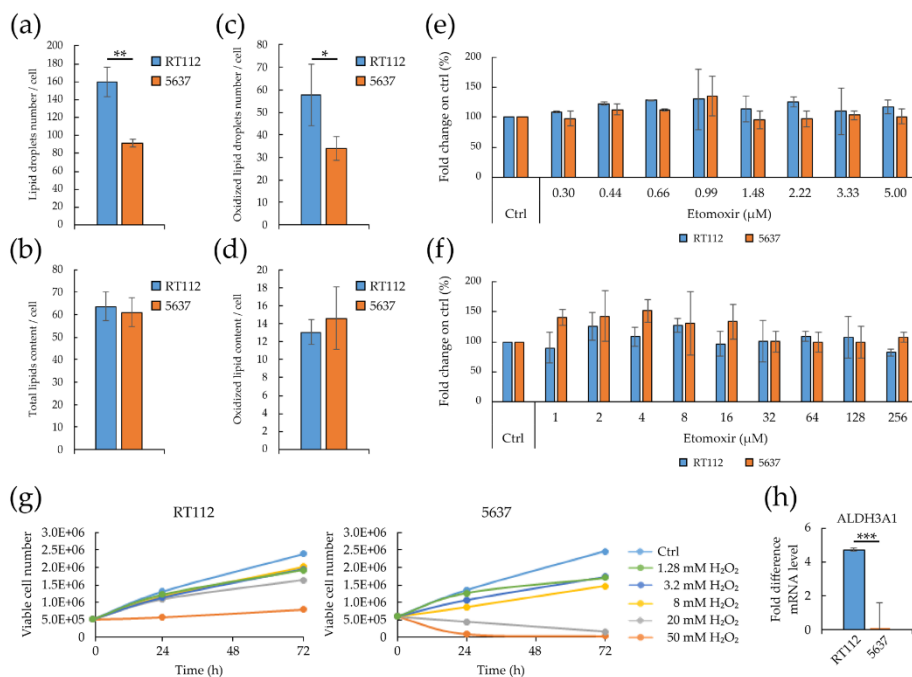 (a)
Lipid droplets number / cell
180
160
140
120
100
80
60
40
20
0
**
RT112
5637
(c)
Oxidized lipid droplets number / cell
80
70
60
50
40
30
20
10
0
*
RT112
5637
(e)
Fold change on ctrl (%)
200
150
100
50
0
Ctrl
0.30 0.44 0.66 0.99 1.48 2.22 3.33 5.00
Etomoxir (µM)
RT112 5637
(b)
Total lipids content / cell
80
70
60
50
40
30
20
10
0
RT112
5637
(d)
Oxidized lipid content / cell
20
18
16
14
12
10
8
6
4
2
0
RT112
5637
(f)
Fold change on ctrl (%)
200
150
100
50
0
Ctrl
1 2 4 8 16 32 64 128 256
Etomoxir (µM)
RT112 5637
(g)
RT112
Viable cell number
3.0E+06
2.5E+06
2.0E+06
1.5E+06
1.0E+06
5.0E+05
0
0 24 48 72
Time (h)
5637
Viable cell number
3.0E+06
2.5E+06
2.0E+06
1.5E+06
1.0E+06
5.0E+05
0
0 24 48 72
Time (h)
Ctrl
1.28 mM H₂O₂
3.2 mM H₂O₂
8 mM H₂O₂
20 mM H₂O₂
50 mM H₂O₂
(h)
ALDH3A1
Fold difference
mRNA level
6
4
2
0
***
RT112
5637